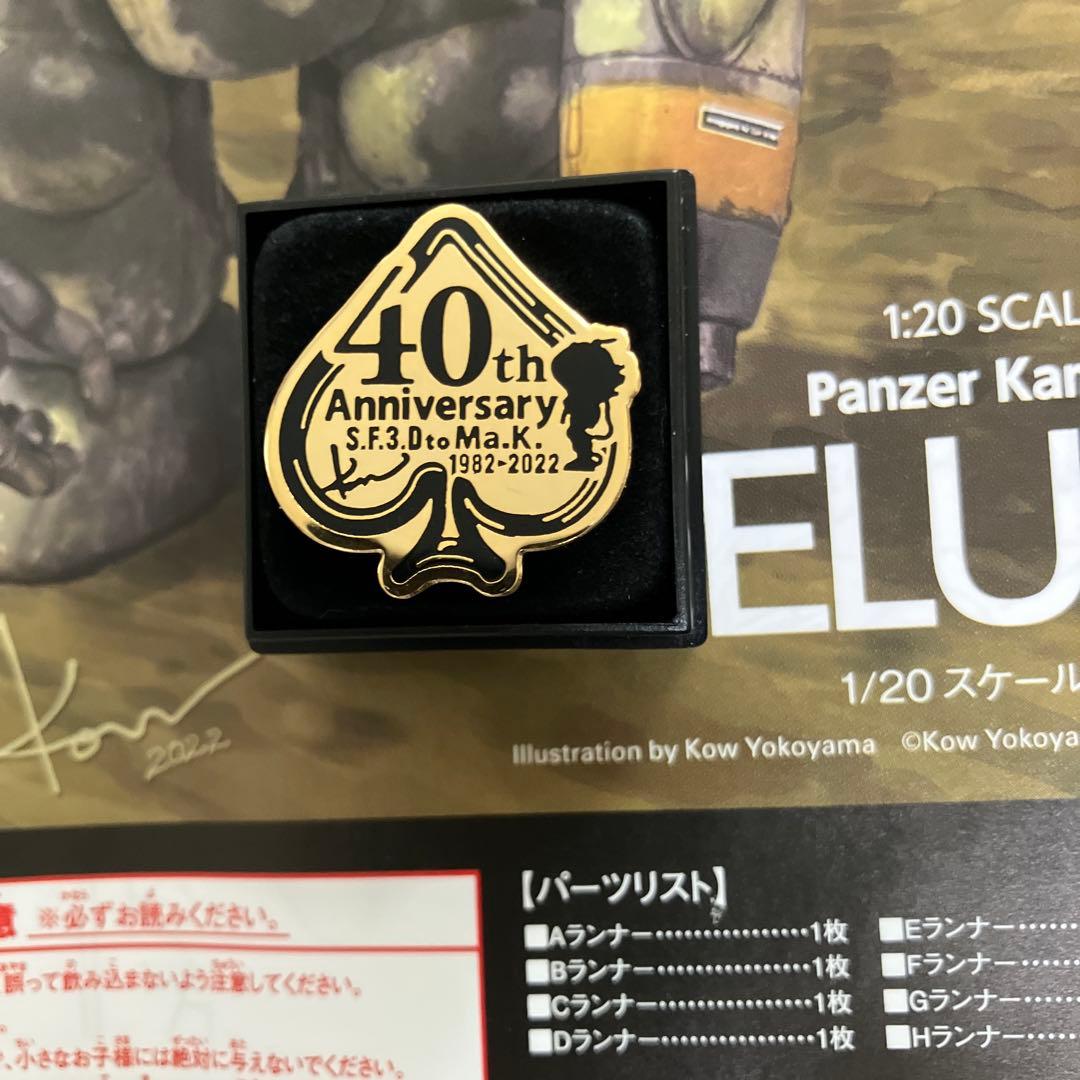 40th
Anniversary
S.F.3.D to Ma.K.
1982-2022
Kow
1:20 SCAL
Panzer Kam
ELU
1/20 スケール
Kow
2022
Illustration by Kow Yokoyama ©Kow Yokoya
意 ※必ずお読みください。
誤って飲み込まないよう注意してください。
、小さなお子様には絶対に与えないでください。
【パーツリスト】
■Aランナー················1枚
■Bランナー················1枚
■Cランナー················1枚
■Dランナー················1枚
■Eランナー······
■Fランナー······
■Gランナー······
■Hランナー······